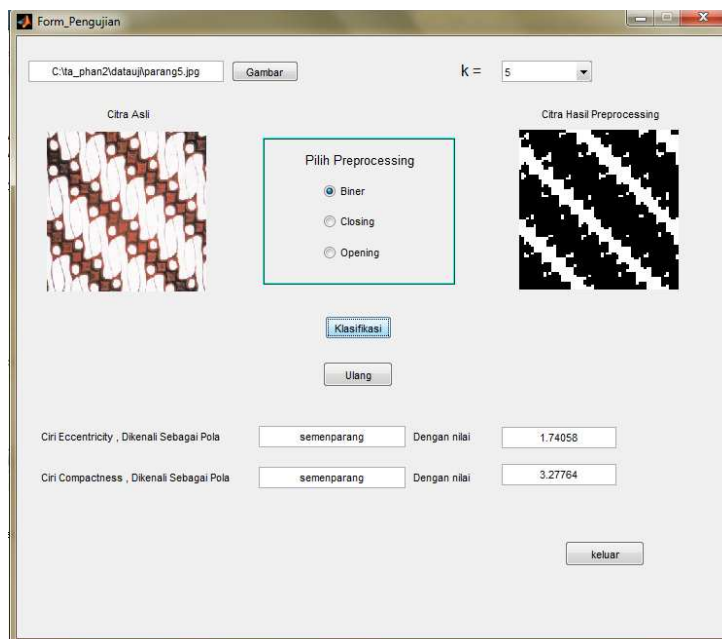 Form_Pengujian
C:\ta_phan2\datauji\parang5.jpg
Gambar
k =
5
Citra Asli
Citra Hasil Preprocessing
Pilih Preprocessing
Biner
Closing
Opening
Klasifikasi
Ulang
Ciri Eccentricity , Dikenali Sebagai Pola
semenparang
Dengan nilai
1.74058
Ciri Compactness , Dikenali Sebagai Pola
semenparang
Dengan nilai
3.27764
keluar